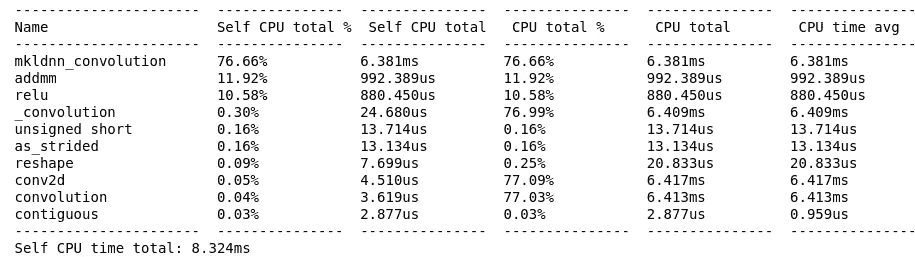 -----------------------  ---------------  ---------------  ---------------  ---------------  ---------------
Name                     Self CPU total %  Self CPU total   CPU total %      CPU total        CPU time avg
-----------------------  ---------------  ---------------  ---------------  ---------------  ---------------
mkldnn_convolution       76.66%           6.381ms          76.66%           6.381ms          6.381ms
addmm                    11.92%           992.389us        11.92%           992.389us        992.389us
relu                     10.58%           880.450us        10.58%           880.450us        880.450us
_convolution             0.30%            24.680us         76.99%           6.409ms          6.409ms
unsigned short           0.16%            13.714us         0.16%            13.714us         13.714us
as_strided               0.16%            13.134us         0.16%            13.134us         13.134us
reshape                  0.09%            7.699us          0.25%            20.833us         20.833us
conv2d                   0.05%            4.510us          77.09%           6.417ms          6.417ms
convolution              0.04%            3.619us          77.03%           6.413ms          6.413ms
contiguous               0.03%            2.877us          0.03%            2.877us          0.959us
-----------------------  ---------------  ---------------  ---------------  ---------------  ---------------
Self CPU time total: 8.324ms